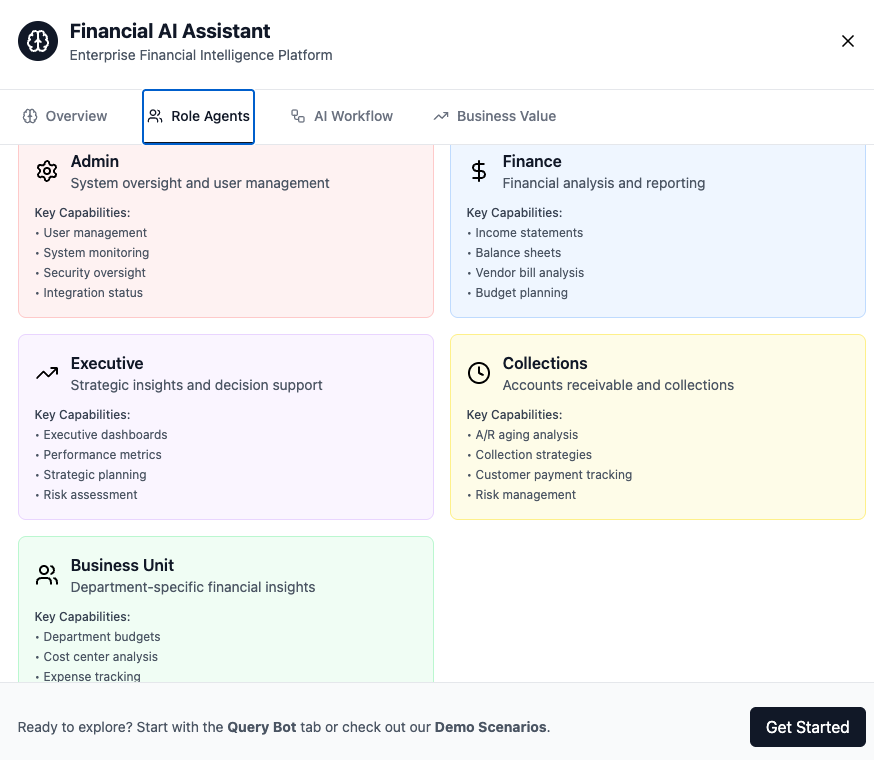 Financial AI Assistant
Enterprise Financial Intelligence Platform
Overview
Role Agents
AI Workflow
Business Value
Admin
System oversight and user management
Key Capabilities:
• User management
• System monitoring
• Security oversight
• Integration status
Finance
Financial analysis and reporting
Key Capabilities:
• Income statements
• Balance sheets
• Vendor bill analysis
• Budget planning
Executive
Strategic insights and decision support
Key Capabilities:
• Executive dashboards
• Performance metrics
• Strategic planning
• Risk assessment
Collections
Accounts receivable and collections
Key Capabilities:
• A/R aging analysis
• Collection strategies
• Customer payment tracking
• Risk management
Business Unit
Department-specific financial insights
Key Capabilities:
• Department budgets
• Cost center analysis
• Expense tracking
Ready to explore? Start with the Query Bot tab or check out our Demo Scenarios.
Get Started